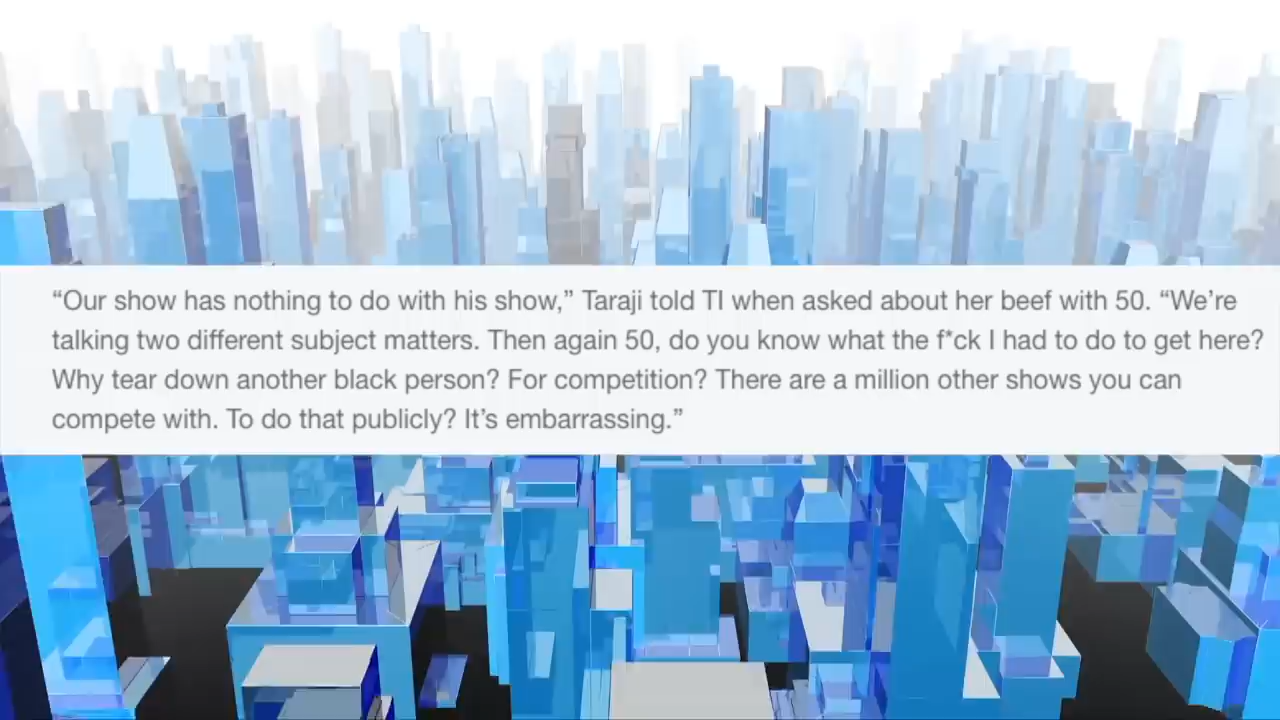 “Our show has nothing to do with his show,” Taraji told TI when asked about her beef with 50. “We’re
talking two different subject matters. Then again 50, do you know what the f*ck I had to do to get here?
Why tear down another black person? For competition? There are a million other shows you can
compete with. To do that publicly? It’s embarrassing.”